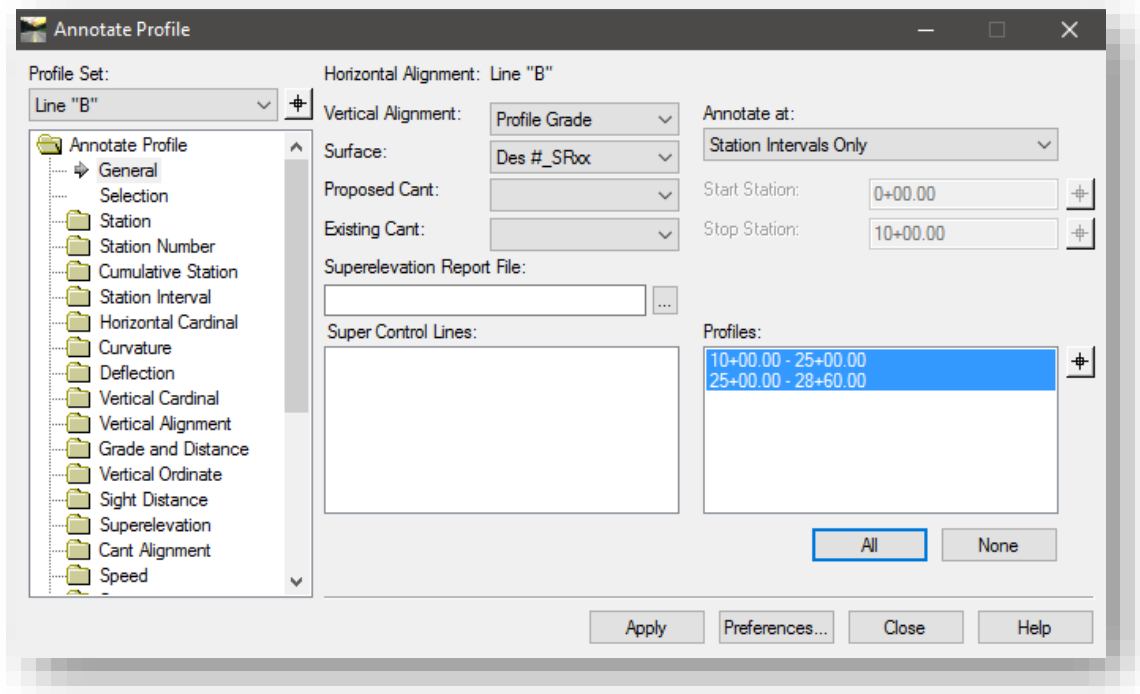 Annotate Profile
Profile Set:
Line "B"
Annotate Profile
General
Selection
Station
Station Number
Cumulative Station
Station Interval
Horizontal Cardinal
Curvature
Deflection
Vertical Cardinal
Vertical Alignment
Grade and Distance
Vertical Ordinate
Sight Distance
Superelevation
Cant Alignment
Speed
Horizontal Alignment: Line "B"
Vertical Alignment: Profile Grade
Surface: Des #_SRxx
Proposed Cant:
Existing Cant:
Superelevation Report File:
...
Super Control Lines:
Annotate at:
Station Intervals Only
Start Station: 0+00.00
Stop Station: 10+00.00
Profiles:
10+00.00 - 25+00.00
25+00.00 - 28+60.00
All None
Apply Preferences... Close Help